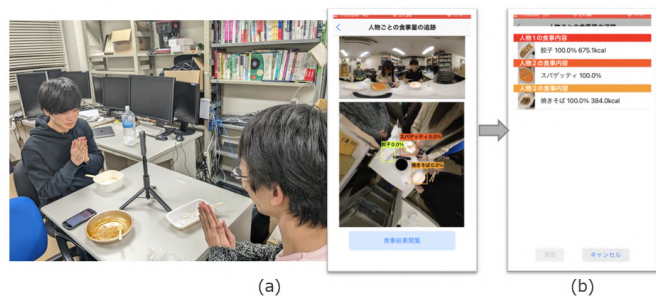 人物ごとの食事量の追跡
スパゲッティ0.0%
餃子0.0%
焼きそば0.0%
食事結果閲覧
人物ごとの食事量の追跡
人物1の食事内容
餃子 100.0% 675.1kcal
人物2の食事内容
スパゲッティ 100.0%
人物3の食事内容
焼きそば 100.0% 384.0kcal
決定
キャンセル
(a)
(b)